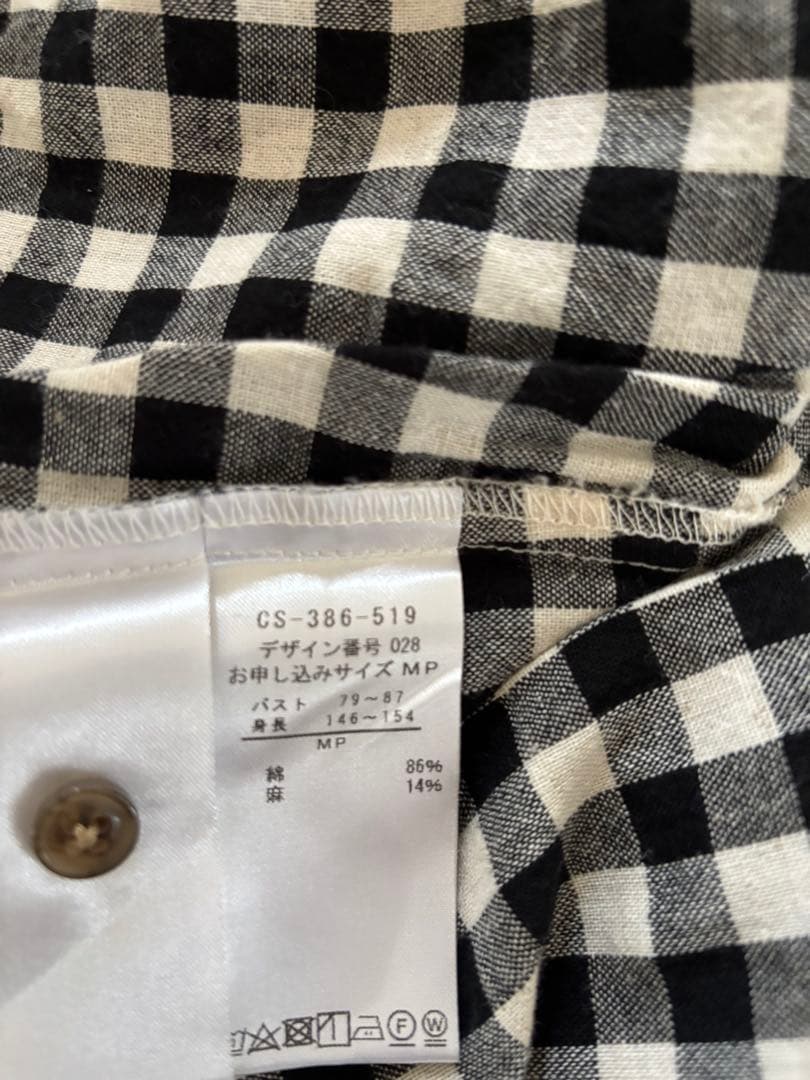 CS-386-519
デザイン番号 028
お申し込みサイズ MP
バスト 79～87
身長 146～154
MP
綿 86%
麻 14%
F W